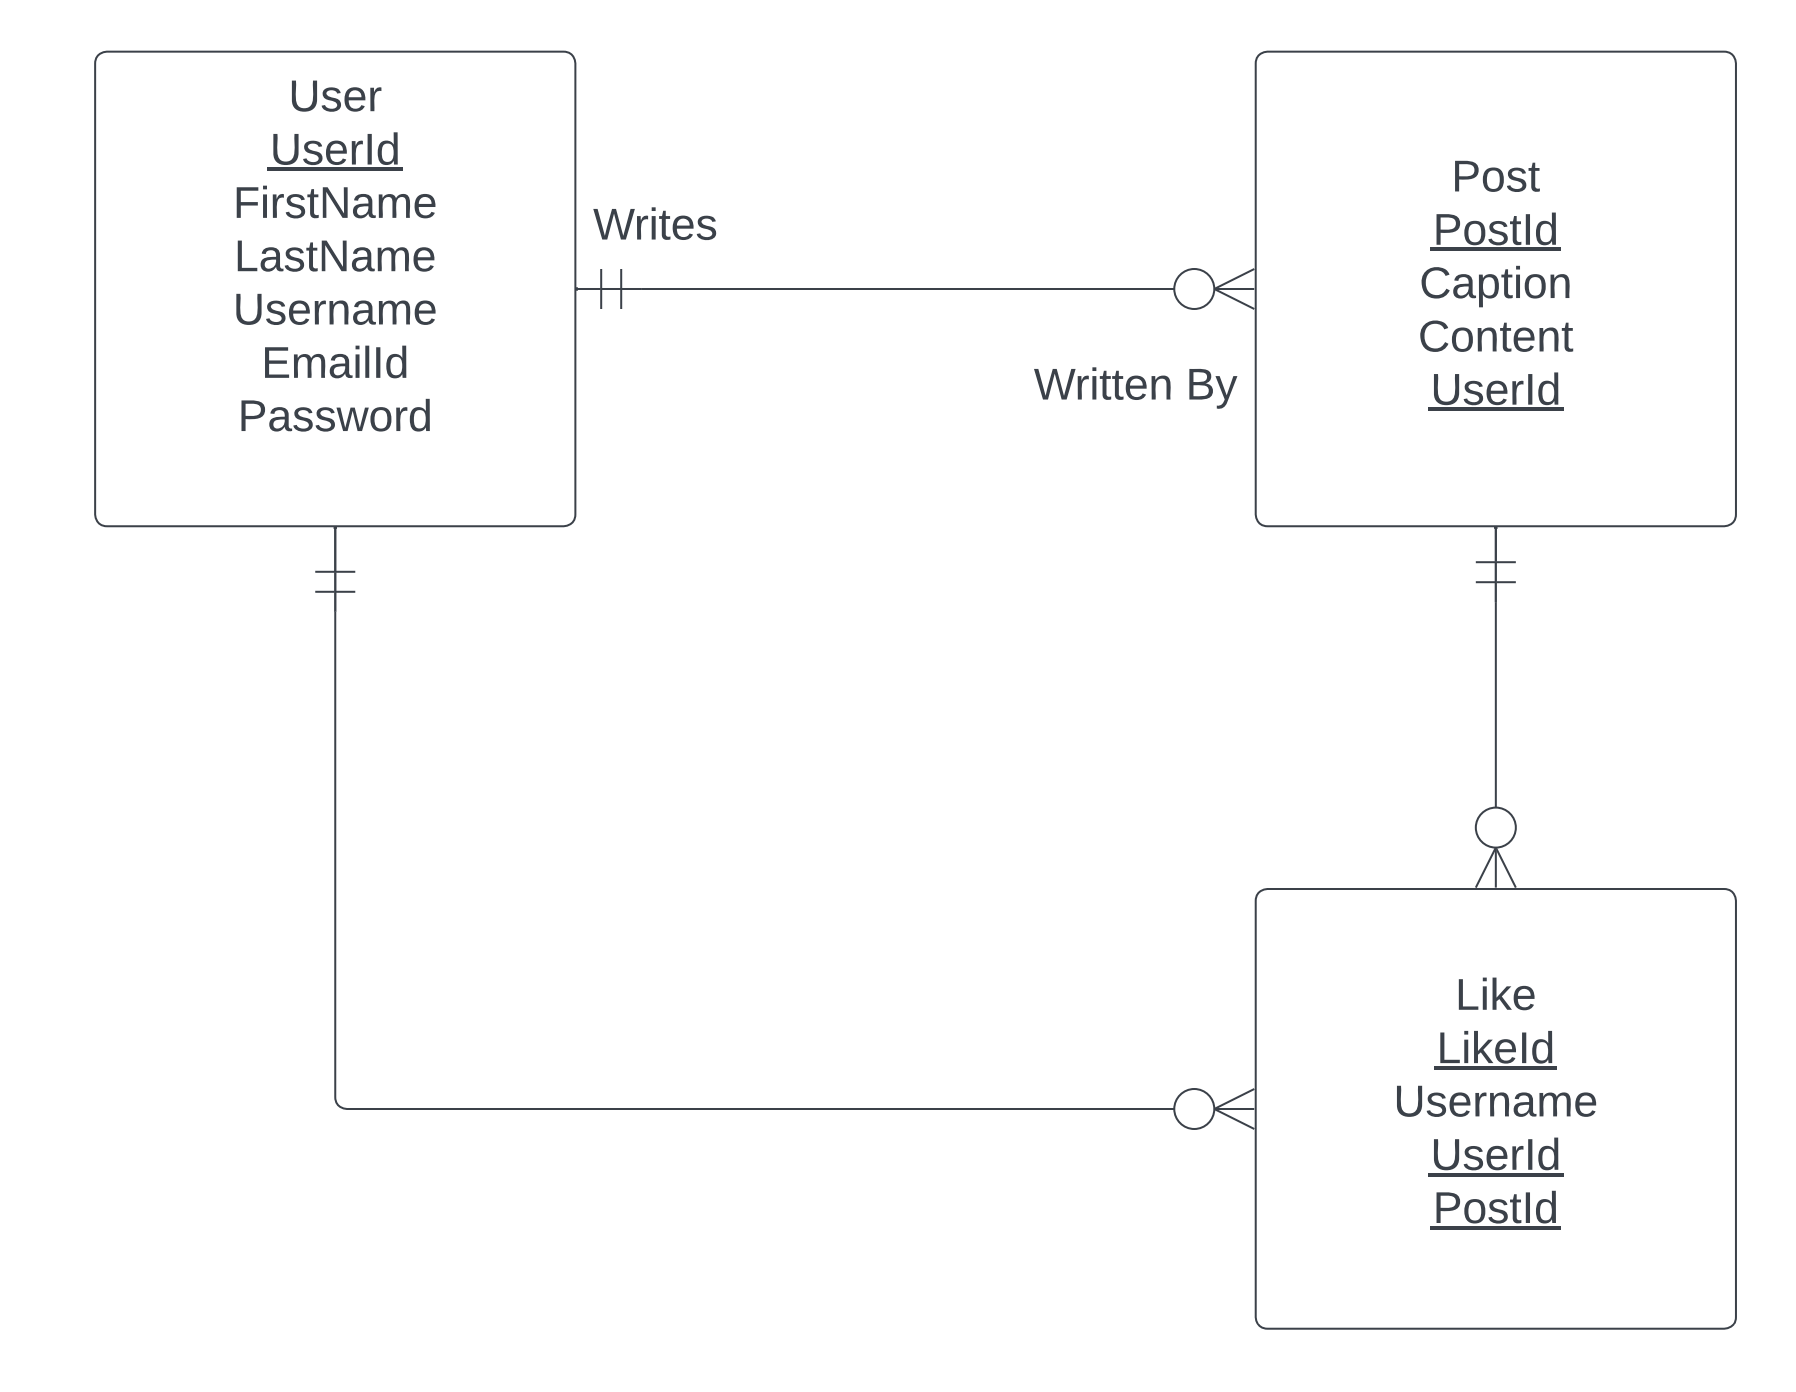 User
UserId
FirstName
LastName
Username
EmailId
Password
Writes
Written By
Post
PostId
Caption
Content
UserId
Like
LikeId
Username
UserId
PostId